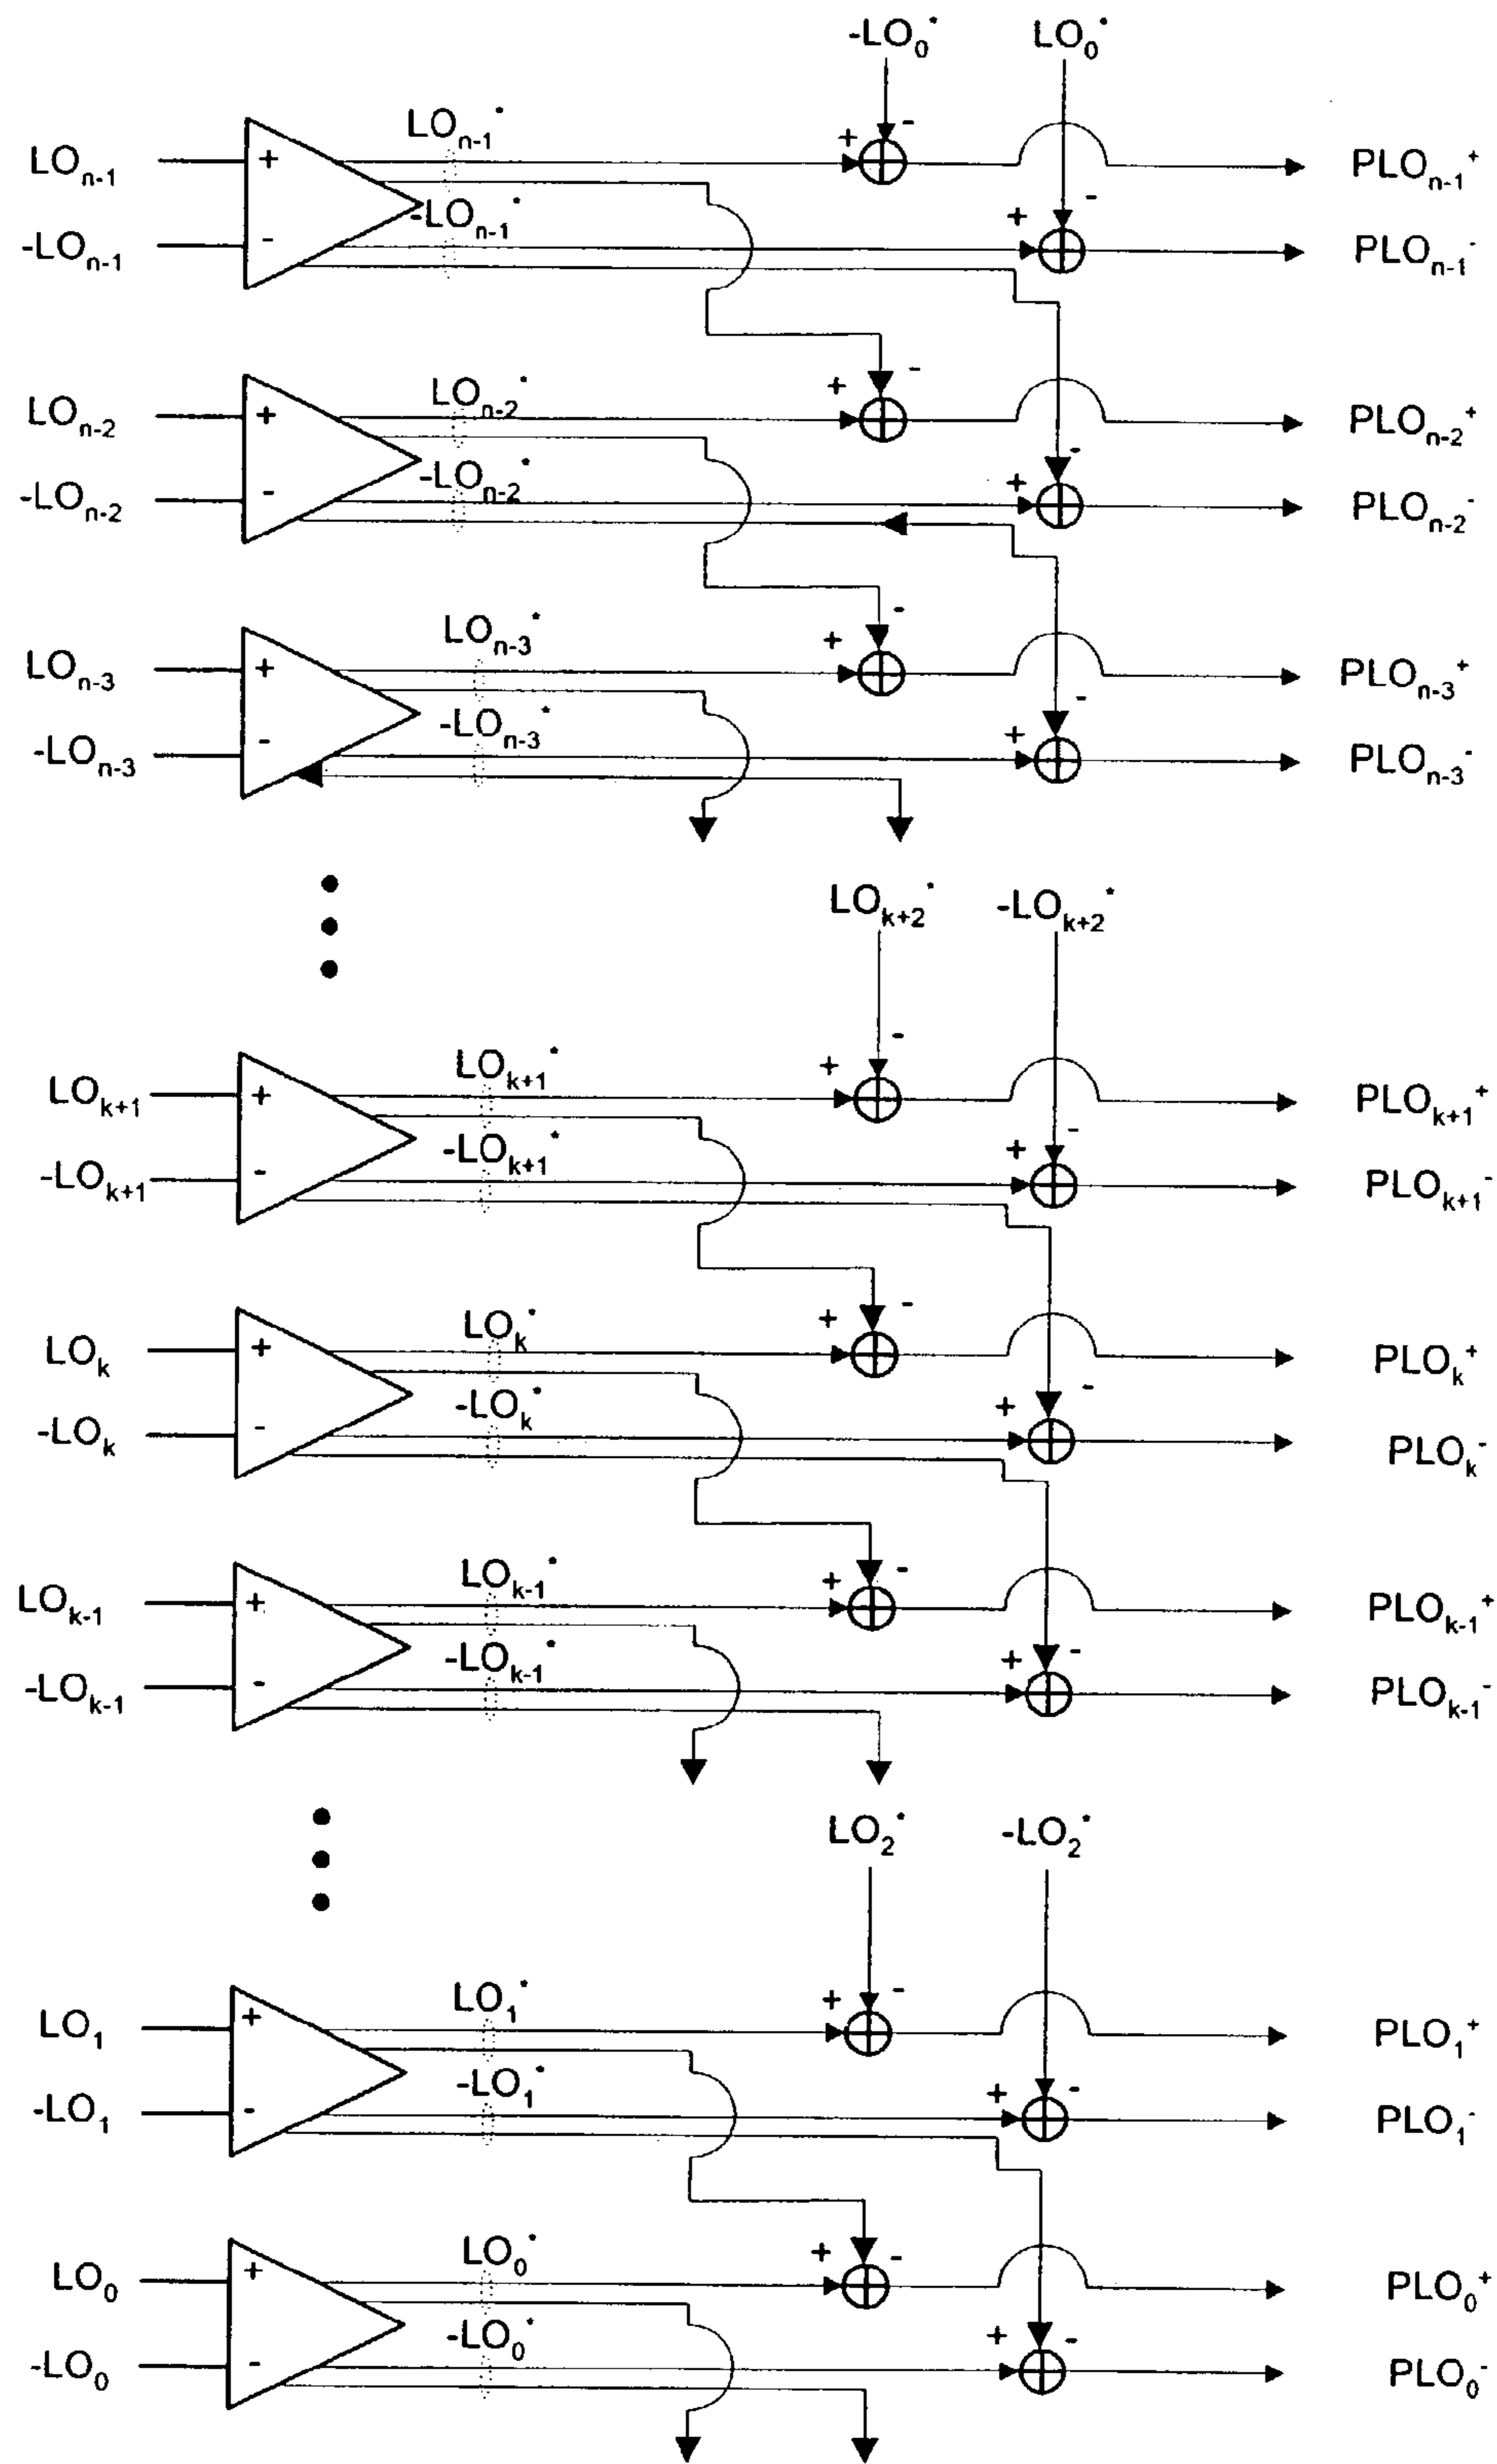 -LO₀* LO₀*
LOₙ₋₁ + LOₙ₋₁* + - PLOₙ₋₁⁺
-LOₙ₋₁ - -LOₙ₋₁* + - PLOₙ₋₁⁻
LOₙ₋₂ + LOₙ₋₂* + - PLOₙ₋₂⁺
-LOₙ₋₂ - -LOₙ₋₂* + - PLOₙ₋₂⁻
LOₙ₋₃ + LOₙ₋₃* + - PLOₙ₋₃⁺
-LOₙ₋₃ - -LOₙ₋₃* + - PLOₙ₋₃⁻
LOₖ₊₂* -LOₖ₊₂*
LOₖ₊₁ + LOₖ₊₁* + - PLOₖ₊₁⁺
-LOₖ₊₁ - -LOₖ₊₁* + - PLOₖ₊₁⁻
LOₖ + LOₖ* + - PLOₖ⁺
-LOₖ - -LOₖ* + - PLOₖ⁻
LOₖ₋₁ + LOₖ₋₁* + - PLOₖ₋₁⁺
-LOₖ₋₁ - -LOₖ₋₁* + - PLOₖ₋₁⁻
LO₂* -LO₂*
LO₁ + LO₁* + - PLO₁⁺
-LO₁ - -LO₁* + - PLO₁⁻
LO₀ + LO₀* + - PLO₀⁺
-LO₀ - -LO₀* + - PLO₀⁻